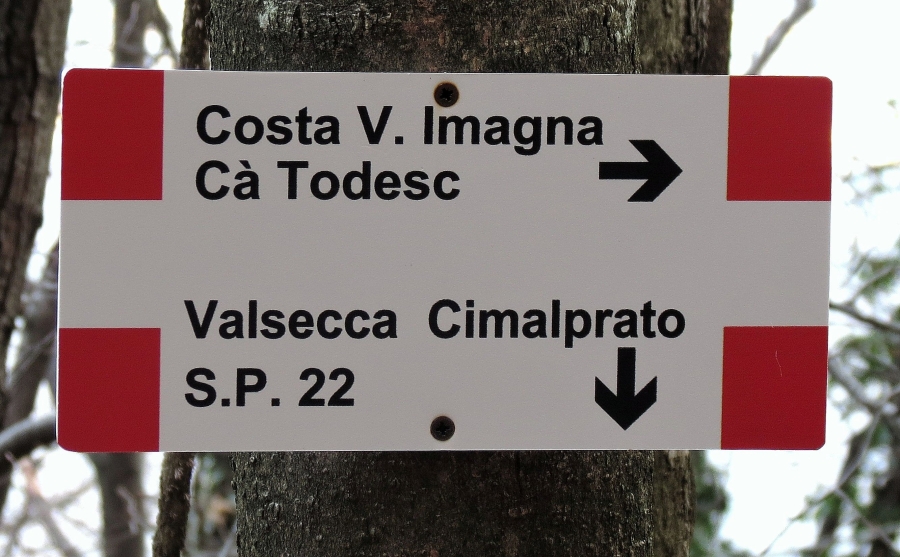 Costa V. Imagna
Cà Todesc
Valsecca Cimalprato
S.P. 22